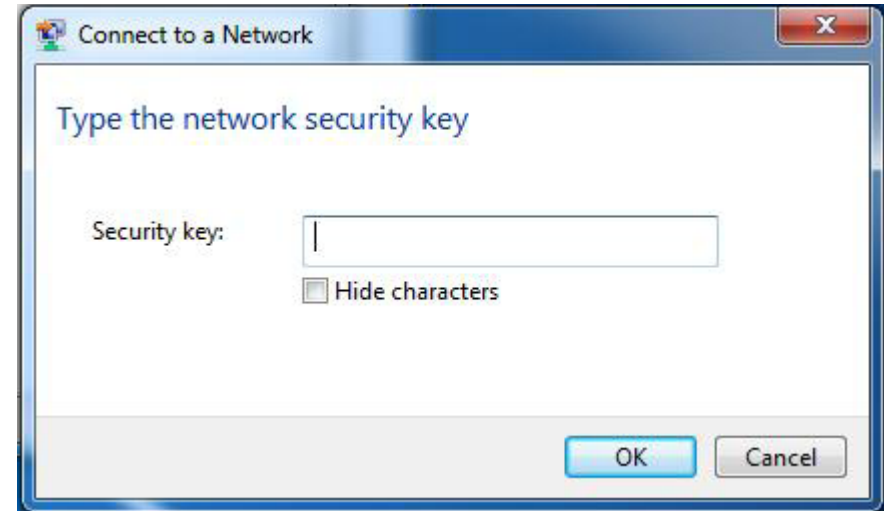 Connect to a Network
Type the network security key
Security key:
Hide characters
OK Cancel